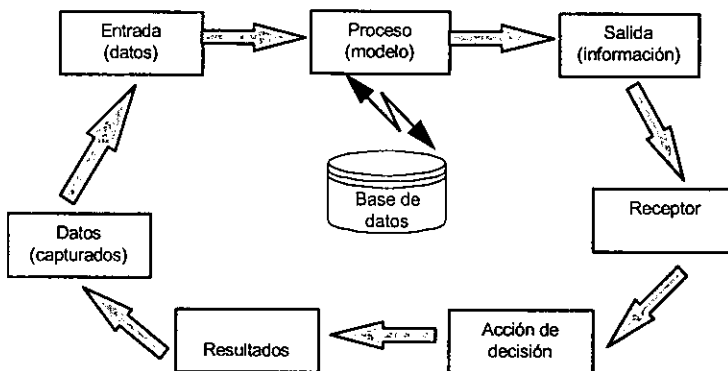 Entrada
(datos)
Proceso
(modelo)
Salida
(información)
Base de
datos
Receptor
Datos
(capturados)
Resultados
Acción de
decisión